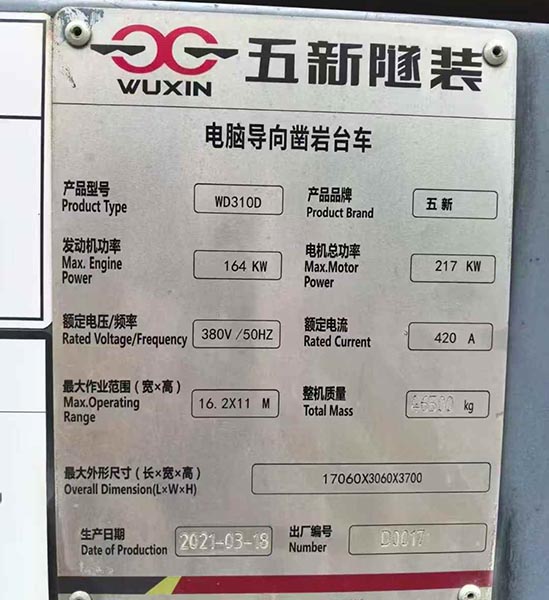 WUXIN 五新隧装
电脑导向凿岩台车
产品型号 Product Type WD310D 产品品牌 Product Brand 五新
发动机功率 Max. Engine Power 164 KW 电机总功率 Max.Motor Power 217 KW
额定电压/频率 Rated Voltage/Frequency 380V/50HZ 额定电流 Rated Current 420 A
最大作业范围(宽×高) Max.Operating Range 16.2X11 M 整机质量 Total Mass 46500 kg
最大外形尺寸(长×宽×高) Overall Dimension(L×W×H) 17060X3060X3700
生产日期 Date of Production 2021-03-18 出厂编号 Number D00171